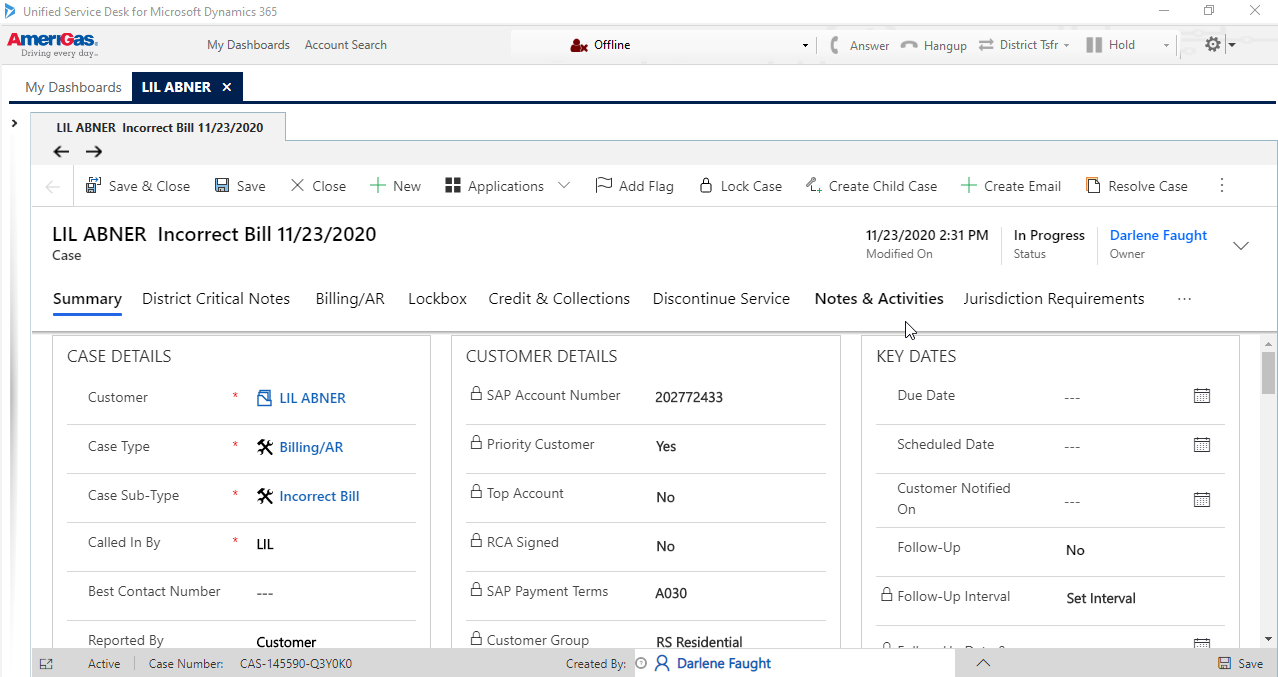 Unified Service Desk for Microsoft Dynamics 365
AmeriGas
Driving every day.
My Dashboards Account Search Offline Answer Hangup District Tsfr Hold
My Dashboards LIL ABNER
LIL ABNER Incorrect Bill 11/23/2020
Save & Close Save Close New Applications Add Flag Lock Case Create Child Case Create Email Resolve Case
LIL ABNER Incorrect Bill 11/23/2020
Case
11/23/2020 2:31 PM In Progress Darlene Faught
Modified On Status Owner
Summary District Critical Notes Billing/AR Lockbox Credit & Collections Discontinue Service Notes & Activities Jurisdiction Requirements ...
CASE DETAILS
Customer * LIL ABNER
Case Type * Billing/AR
Case Sub-Type * Incorrect Bill
Called In By * LIL
Best Contact Number ---
Reported By Customer
CUSTOMER DETAILS
SAP Account Number 202772433
Priority Customer Yes
Top Account No
RCA Signed No
SAP Payment Terms A030
Customer Group RS Residential
KEY DATES
Due Date ---
Scheduled Date ---
Customer Notified
On ---
Follow-Up No
Follow-Up Interval Set Interval
Active Case Number: CAS-145590-Q3Y0K0 Created By: Darlene Faught Save